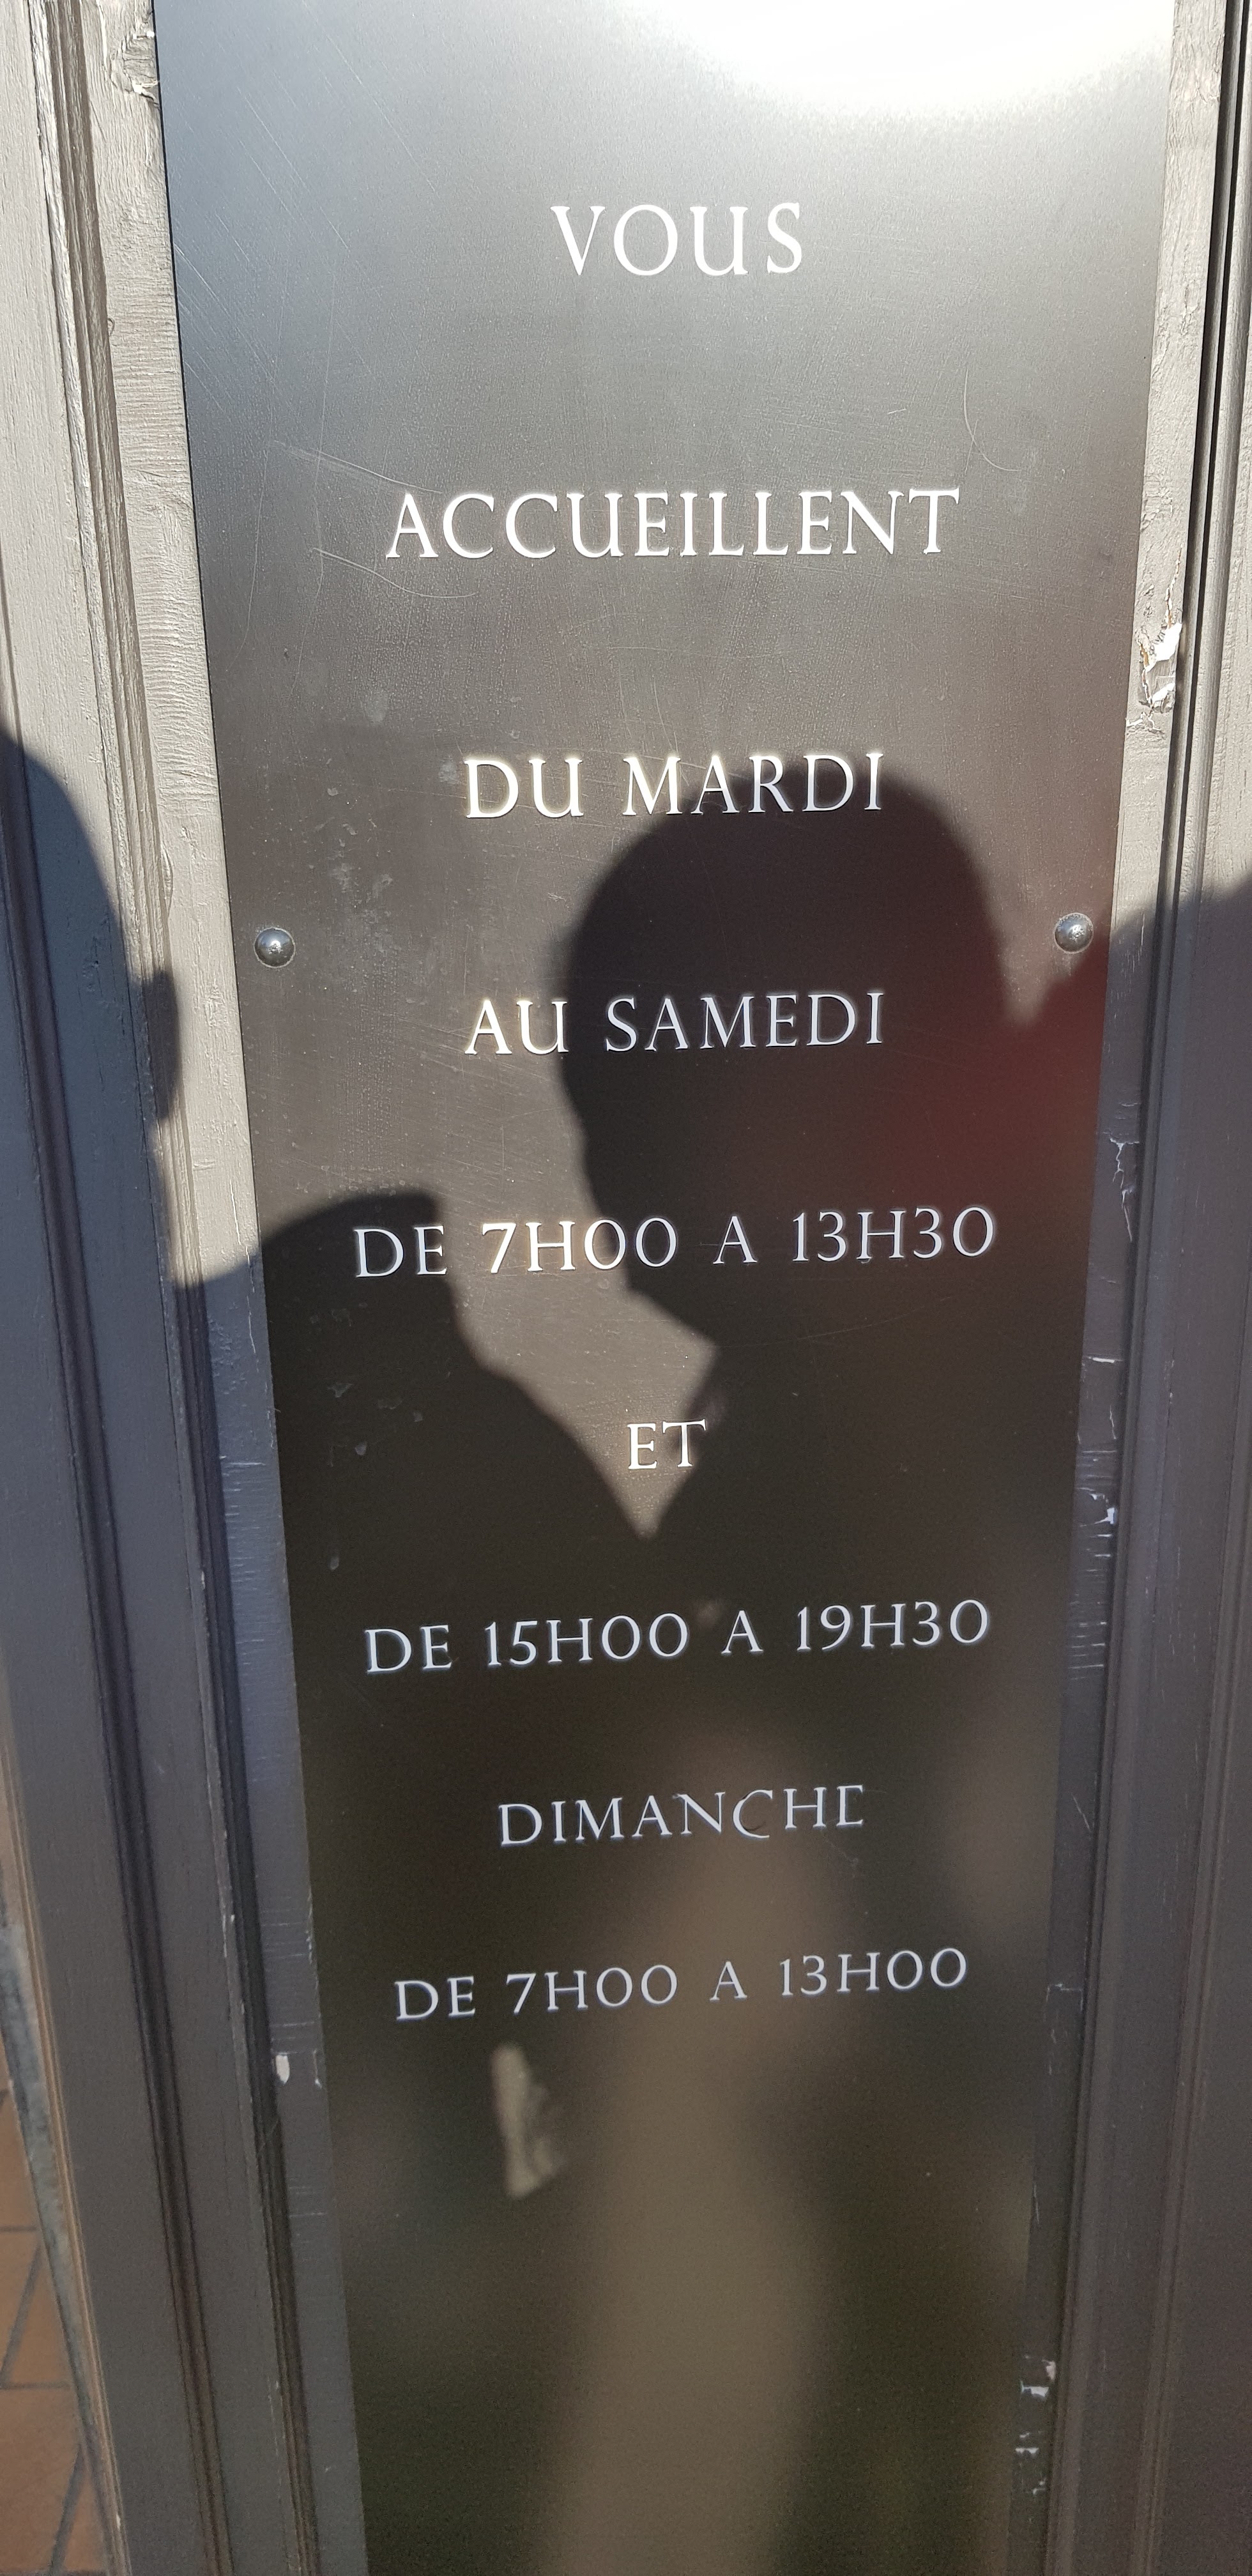 VOUS
ACCUEILLENT
DU MARDI
AU SAMEDI
DE 7H00 A 13H30
ET
DE 15H00 A 19H30
DIMANCHE
DE 7H00 A 13H00